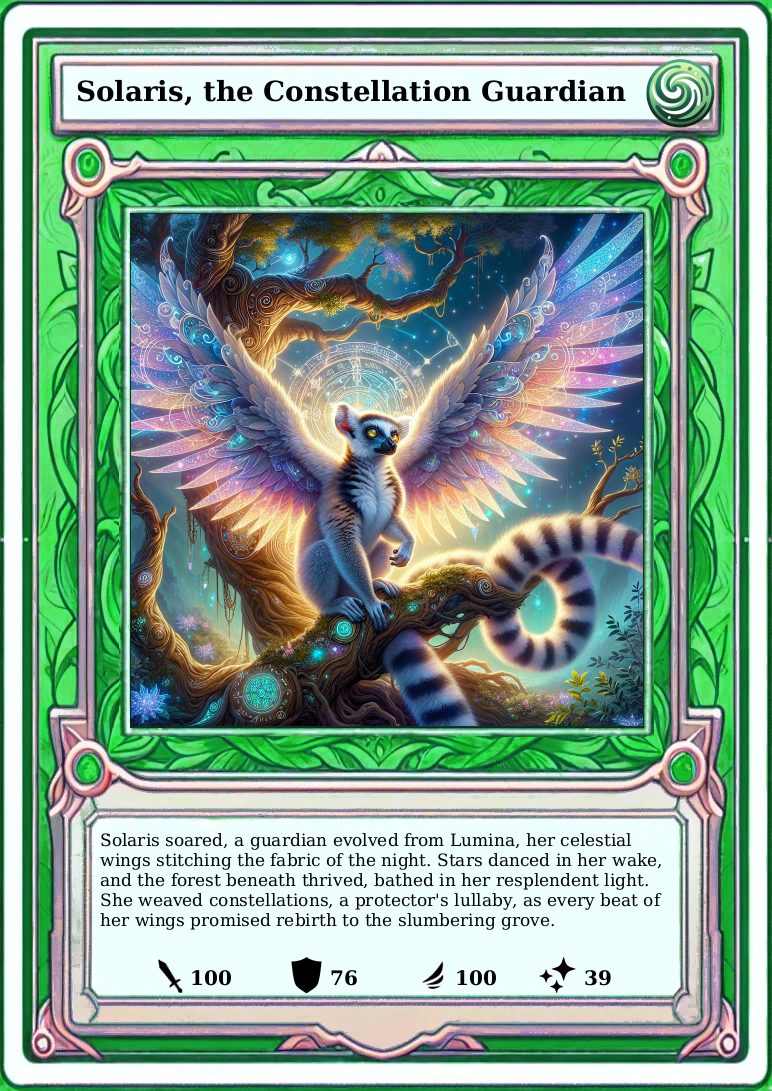 Solaris, the Constellation Guardian
Solaris soared, a guardian evolved from Lumina, her celestial
wings stitching the fabric of the night. Stars danced in her wake,
and the forest beneath thrived, bathed in her resplendent light.
She weaved constellations, a protector's lullaby, as every beat of
her wings promised rebirth to the slumbering grove.
100 76 100 39